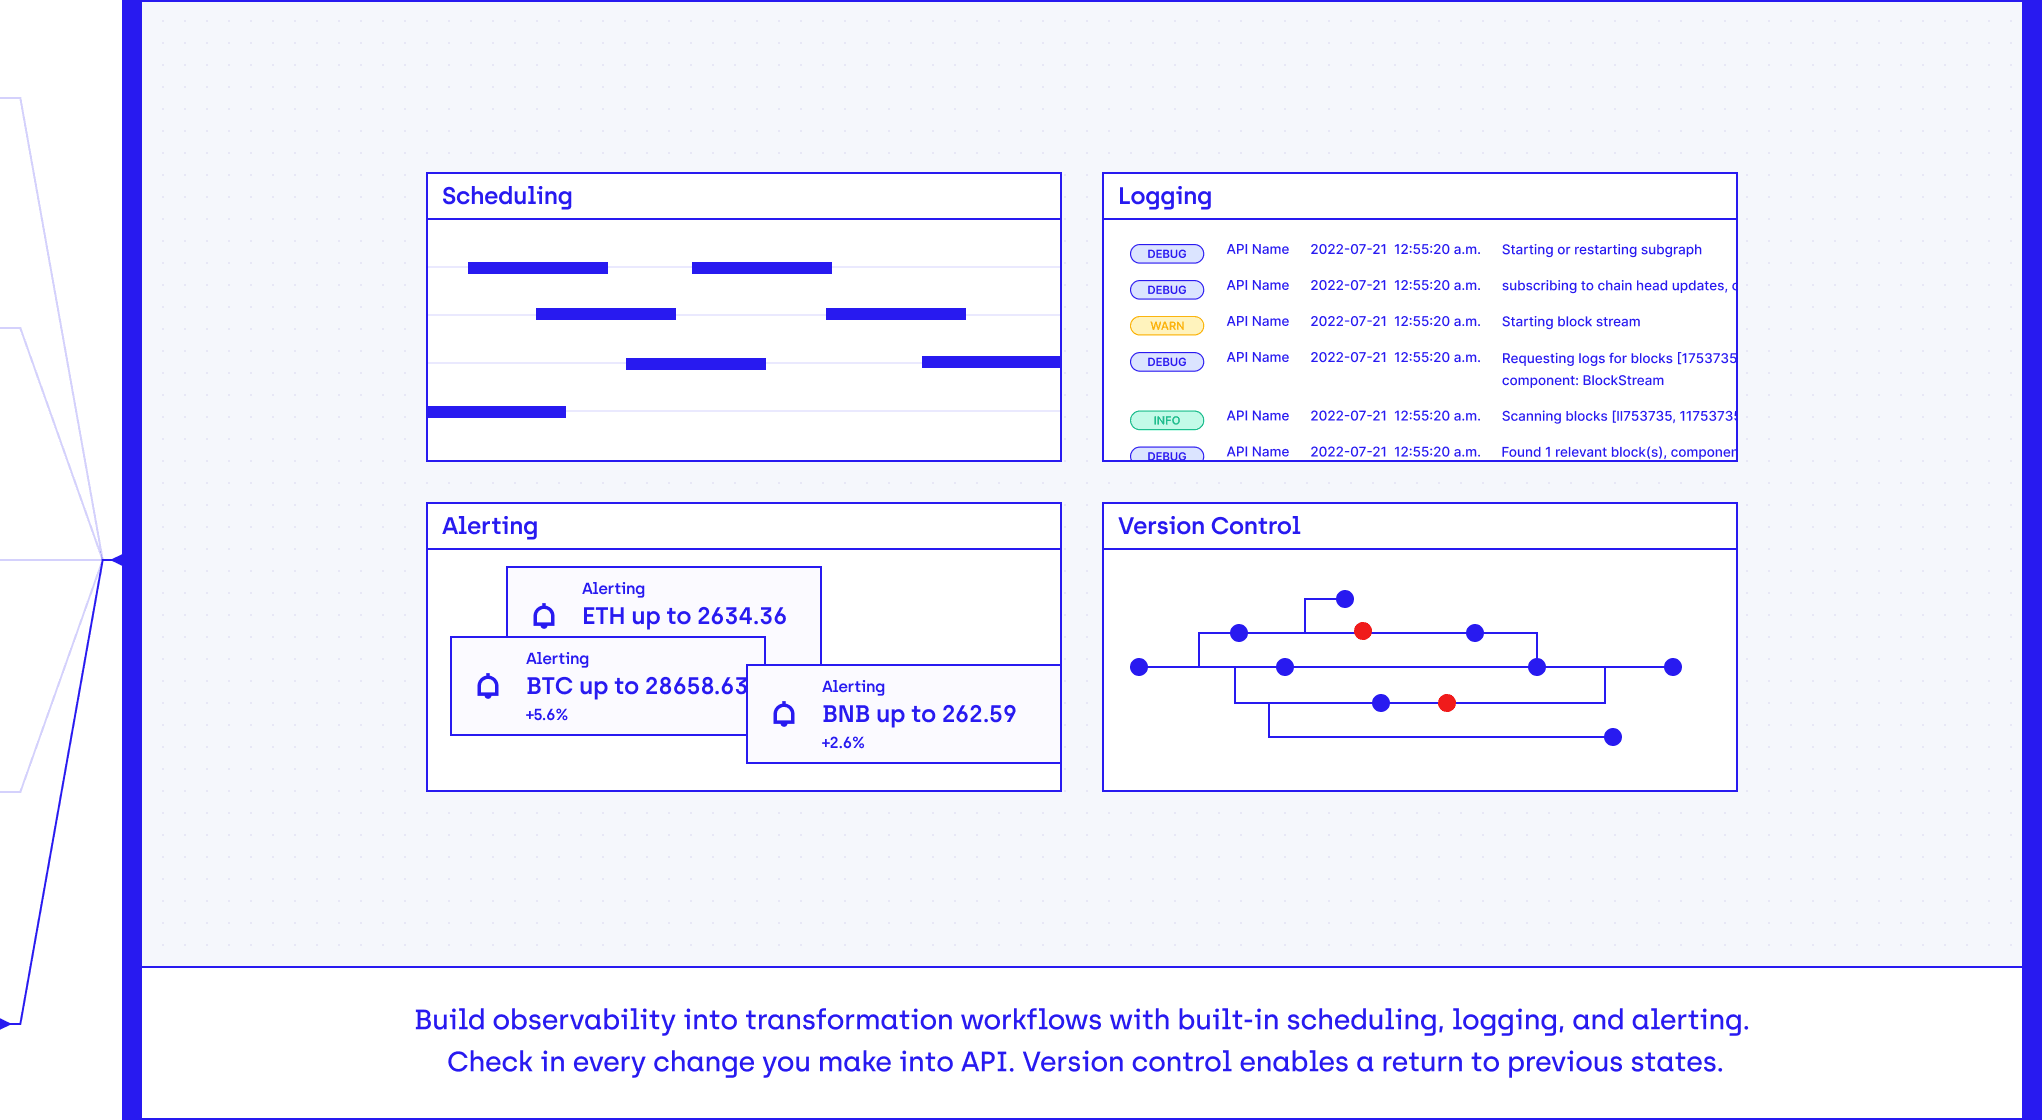 Scheduling
Logging
DEBUG API Name 2022-07-21 12:55:20 a.m. Starting or restarting subgraph
DEBUG API Name 2022-07-21 12:55:20 a.m. subscribing to chain head updates,
WARN API Name 2022-07-21 12:55:20 a.m. Starting block stream
DEBUG API Name 2022-07-21 12:55:20 a.m. Requesting logs for blocks [1753735
component: BlockStream
INFO API Name 2022-07-21 12:55:20 a.m. Scanning blocks [ll753735, 1175373
DEBUG API Name 2022-07-21 12:55:20 a.m. Found 1 relevant block(s), componen
Alerting
Alerting
ETH up to 2634.36
Alerting
BTC up to 28658.63
+5.6%
Alerting
BNB up to 262.59
+2.6%
Version Control
Build observability into transformation workflows with built-in scheduling, logging, and alerting.
Check in every change you make into API. Version control enables a return to previous states.